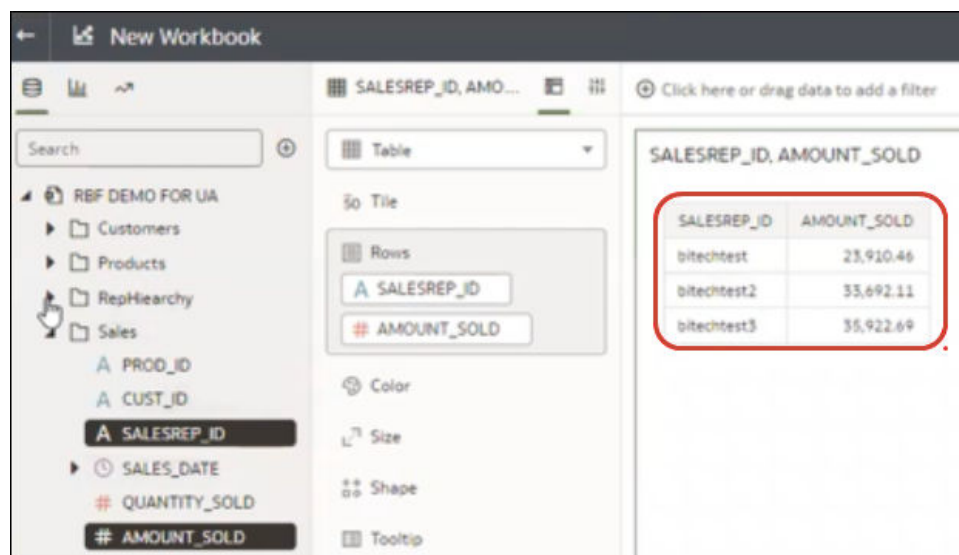 New Workbook
SALESREP_ID, AMO...
Click here or drag data to add a filter
Search
Table
SALESREP_ID, AMOUNT_SOLD
RBF DEMO FOR UA
Tile
Customers
Rows
SALESREP_ID AMOUNT_SOLD
Products
SALESREP_ID
bitechtest 23,910.46
RepHiearchy
bitechtest2 33,692.11
Sales
AMOUNT_SOLD
bitechtest3 35,922.69
PROD_ID
Color
CUST_ID
SALESREP_ID
Size
SALES_DATE
Shape
QUANTITY_SOLD
AMOUNT_SOLD
Tooltip